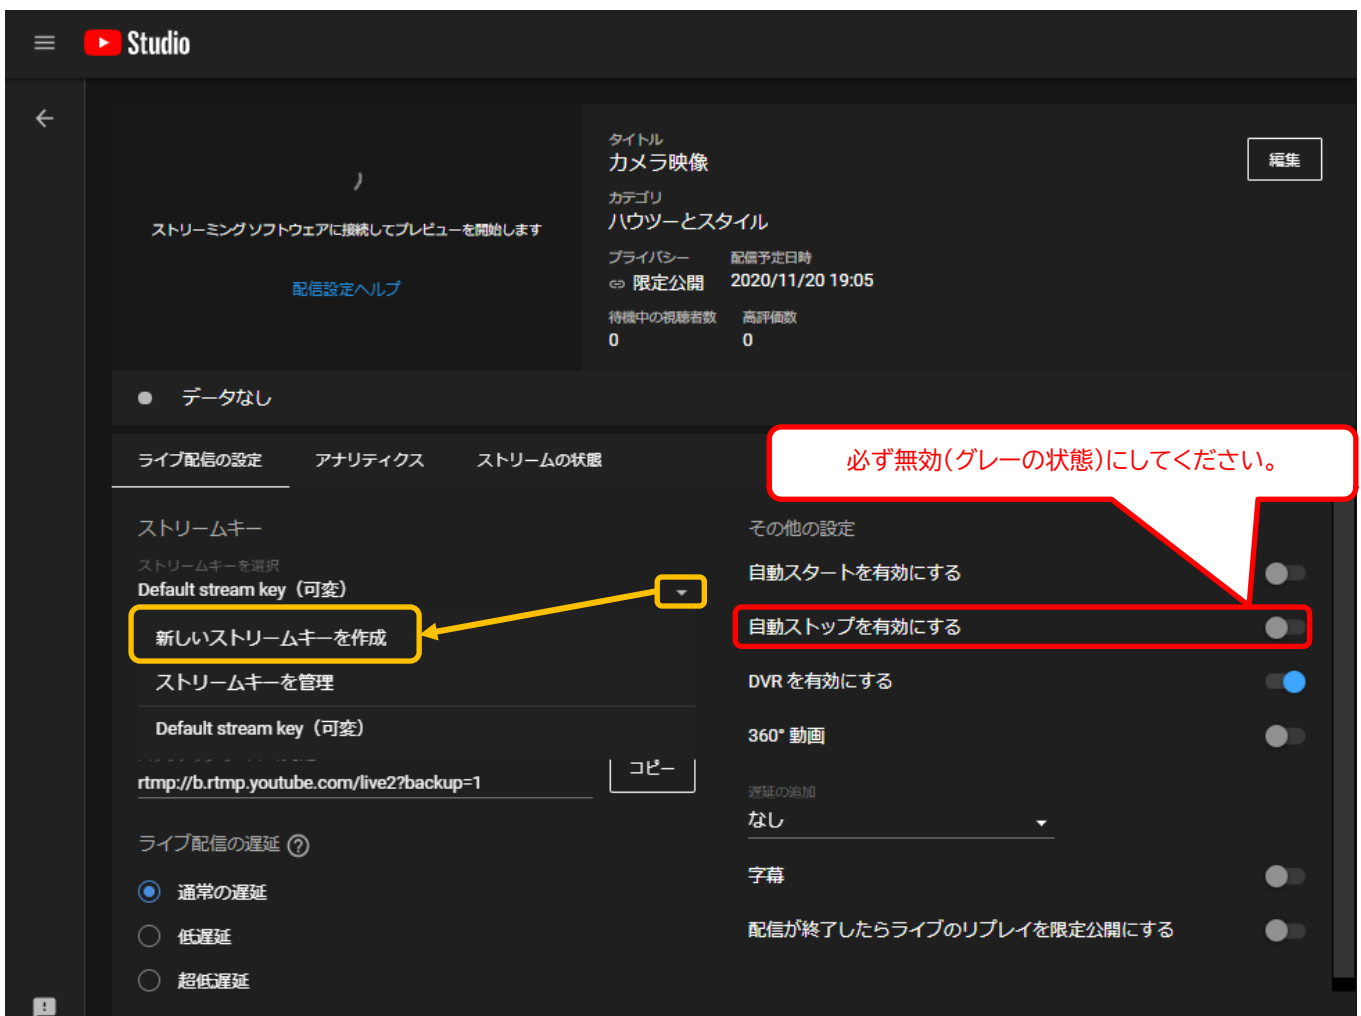 Studio
タイトル
カメラ映像
編集
カテゴリ
ハウツーとスタイル
ストリーミング ソフトウェアに接続してプレビューを開始します
プライバシー
配信予定日時
限定公開
2020/11/20 19:05
配信設定ヘルプ
待機中の視聴者数
高評価数
0
0
データなし
ライブ配信の設定
アナリティクス
ストリームの状態
必ず無効(グレーの状態)にしてください。
ストリームキー
ストリームキーを選択
Default stream key（可変）
新しいストリームキーを作成
ストリームキーを管理
Default stream key（可変）
rtmp://b.rtmp.youtube.com/live2?backup=1
コピー
ライブ配信の遅延
通常の遅延
低遅延
超低遅延
その他の設定
自動スタートを有効にする
自動ストップを有効にする
DVR を有効にする
360° 動画
遅延の追加
なし
字幕
配信が終了したらライブのリプレイを限定公開にする